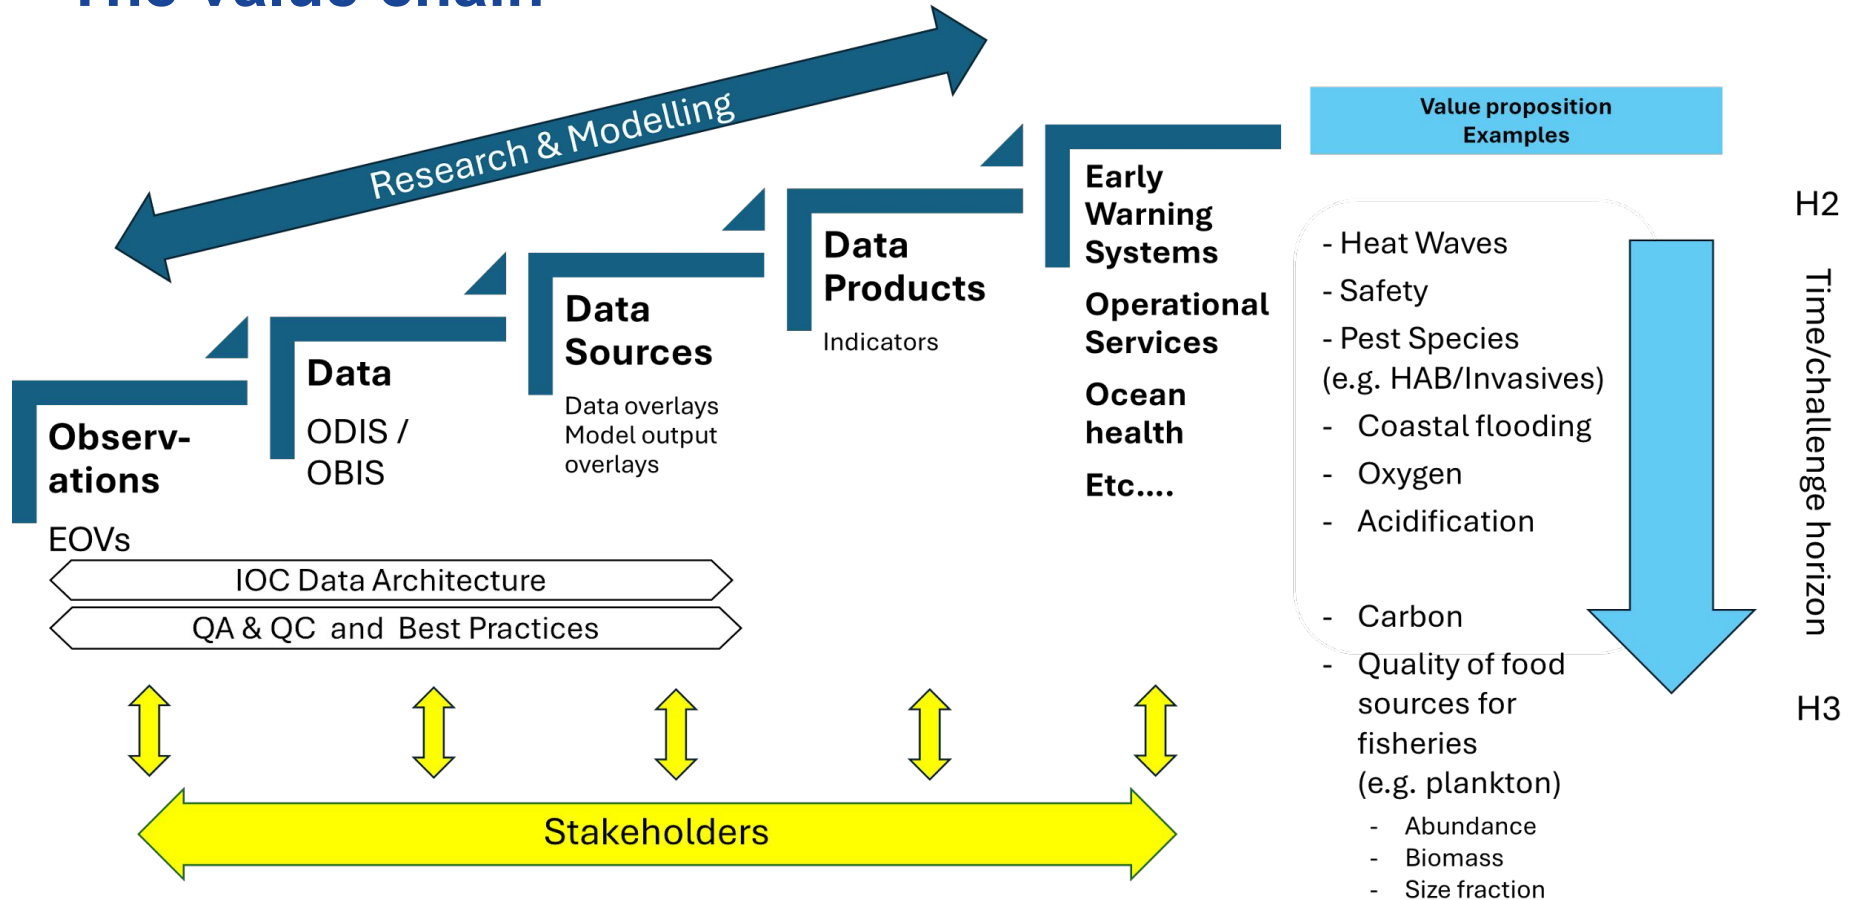 The value chain
Research & Modelling
Observ-
ations
EOVs
Data
ODIS /
OBIS
Data
Sources
Data overlays
Model output
overlays
Data
Products
Indicators
Early
Warning
Systems
Operational
Services
Ocean
health
Etc....
IOC Data Architecture
QA & QC and Best Practices
Stakeholders
Value proposition
Examples
- Heat Waves
- Safety
- Pest Species
(e.g. HAB/Invasives)
- Coastal flooding
- Oxygen
- Acidification
- Carbon
- Quality of food
sources for
fisheries
(e.g. plankton)
- Abundance
- Biomass
- Size fraction
H2
Time/challenge horizon
H3